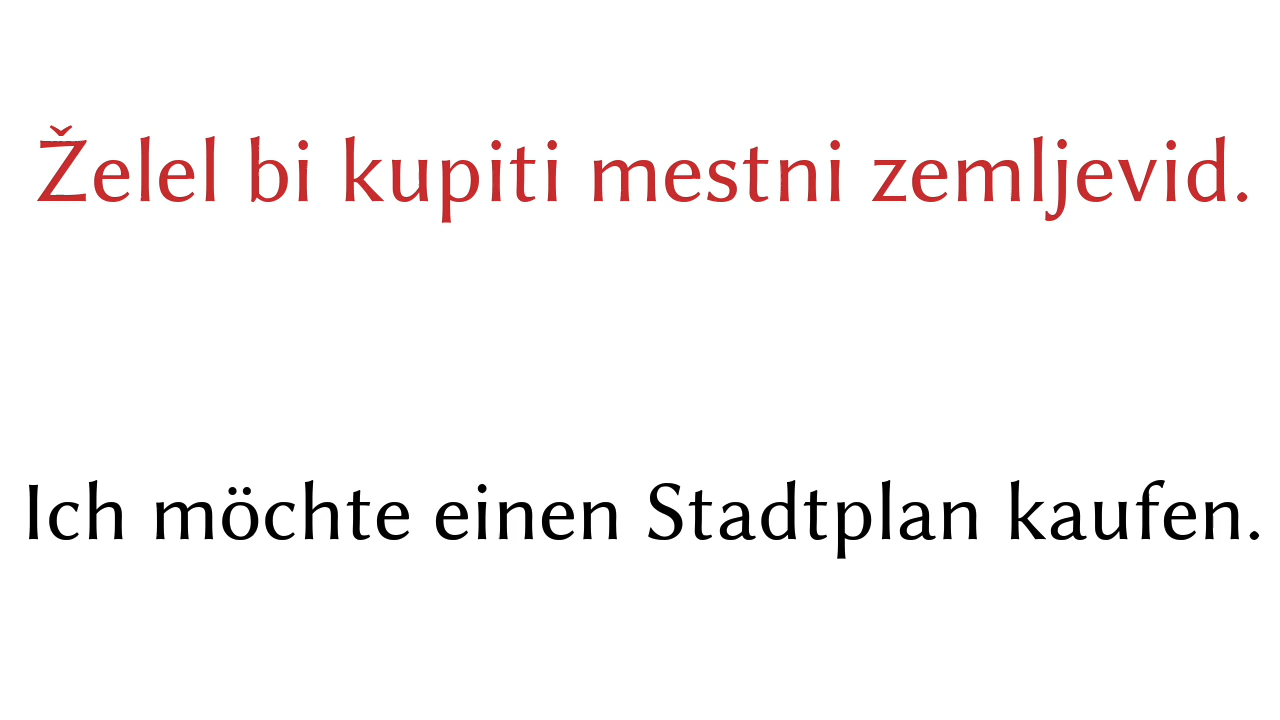 Želel bi kupiti mestni zemljevid.
Ich möchte einen Stadtplan kaufen.